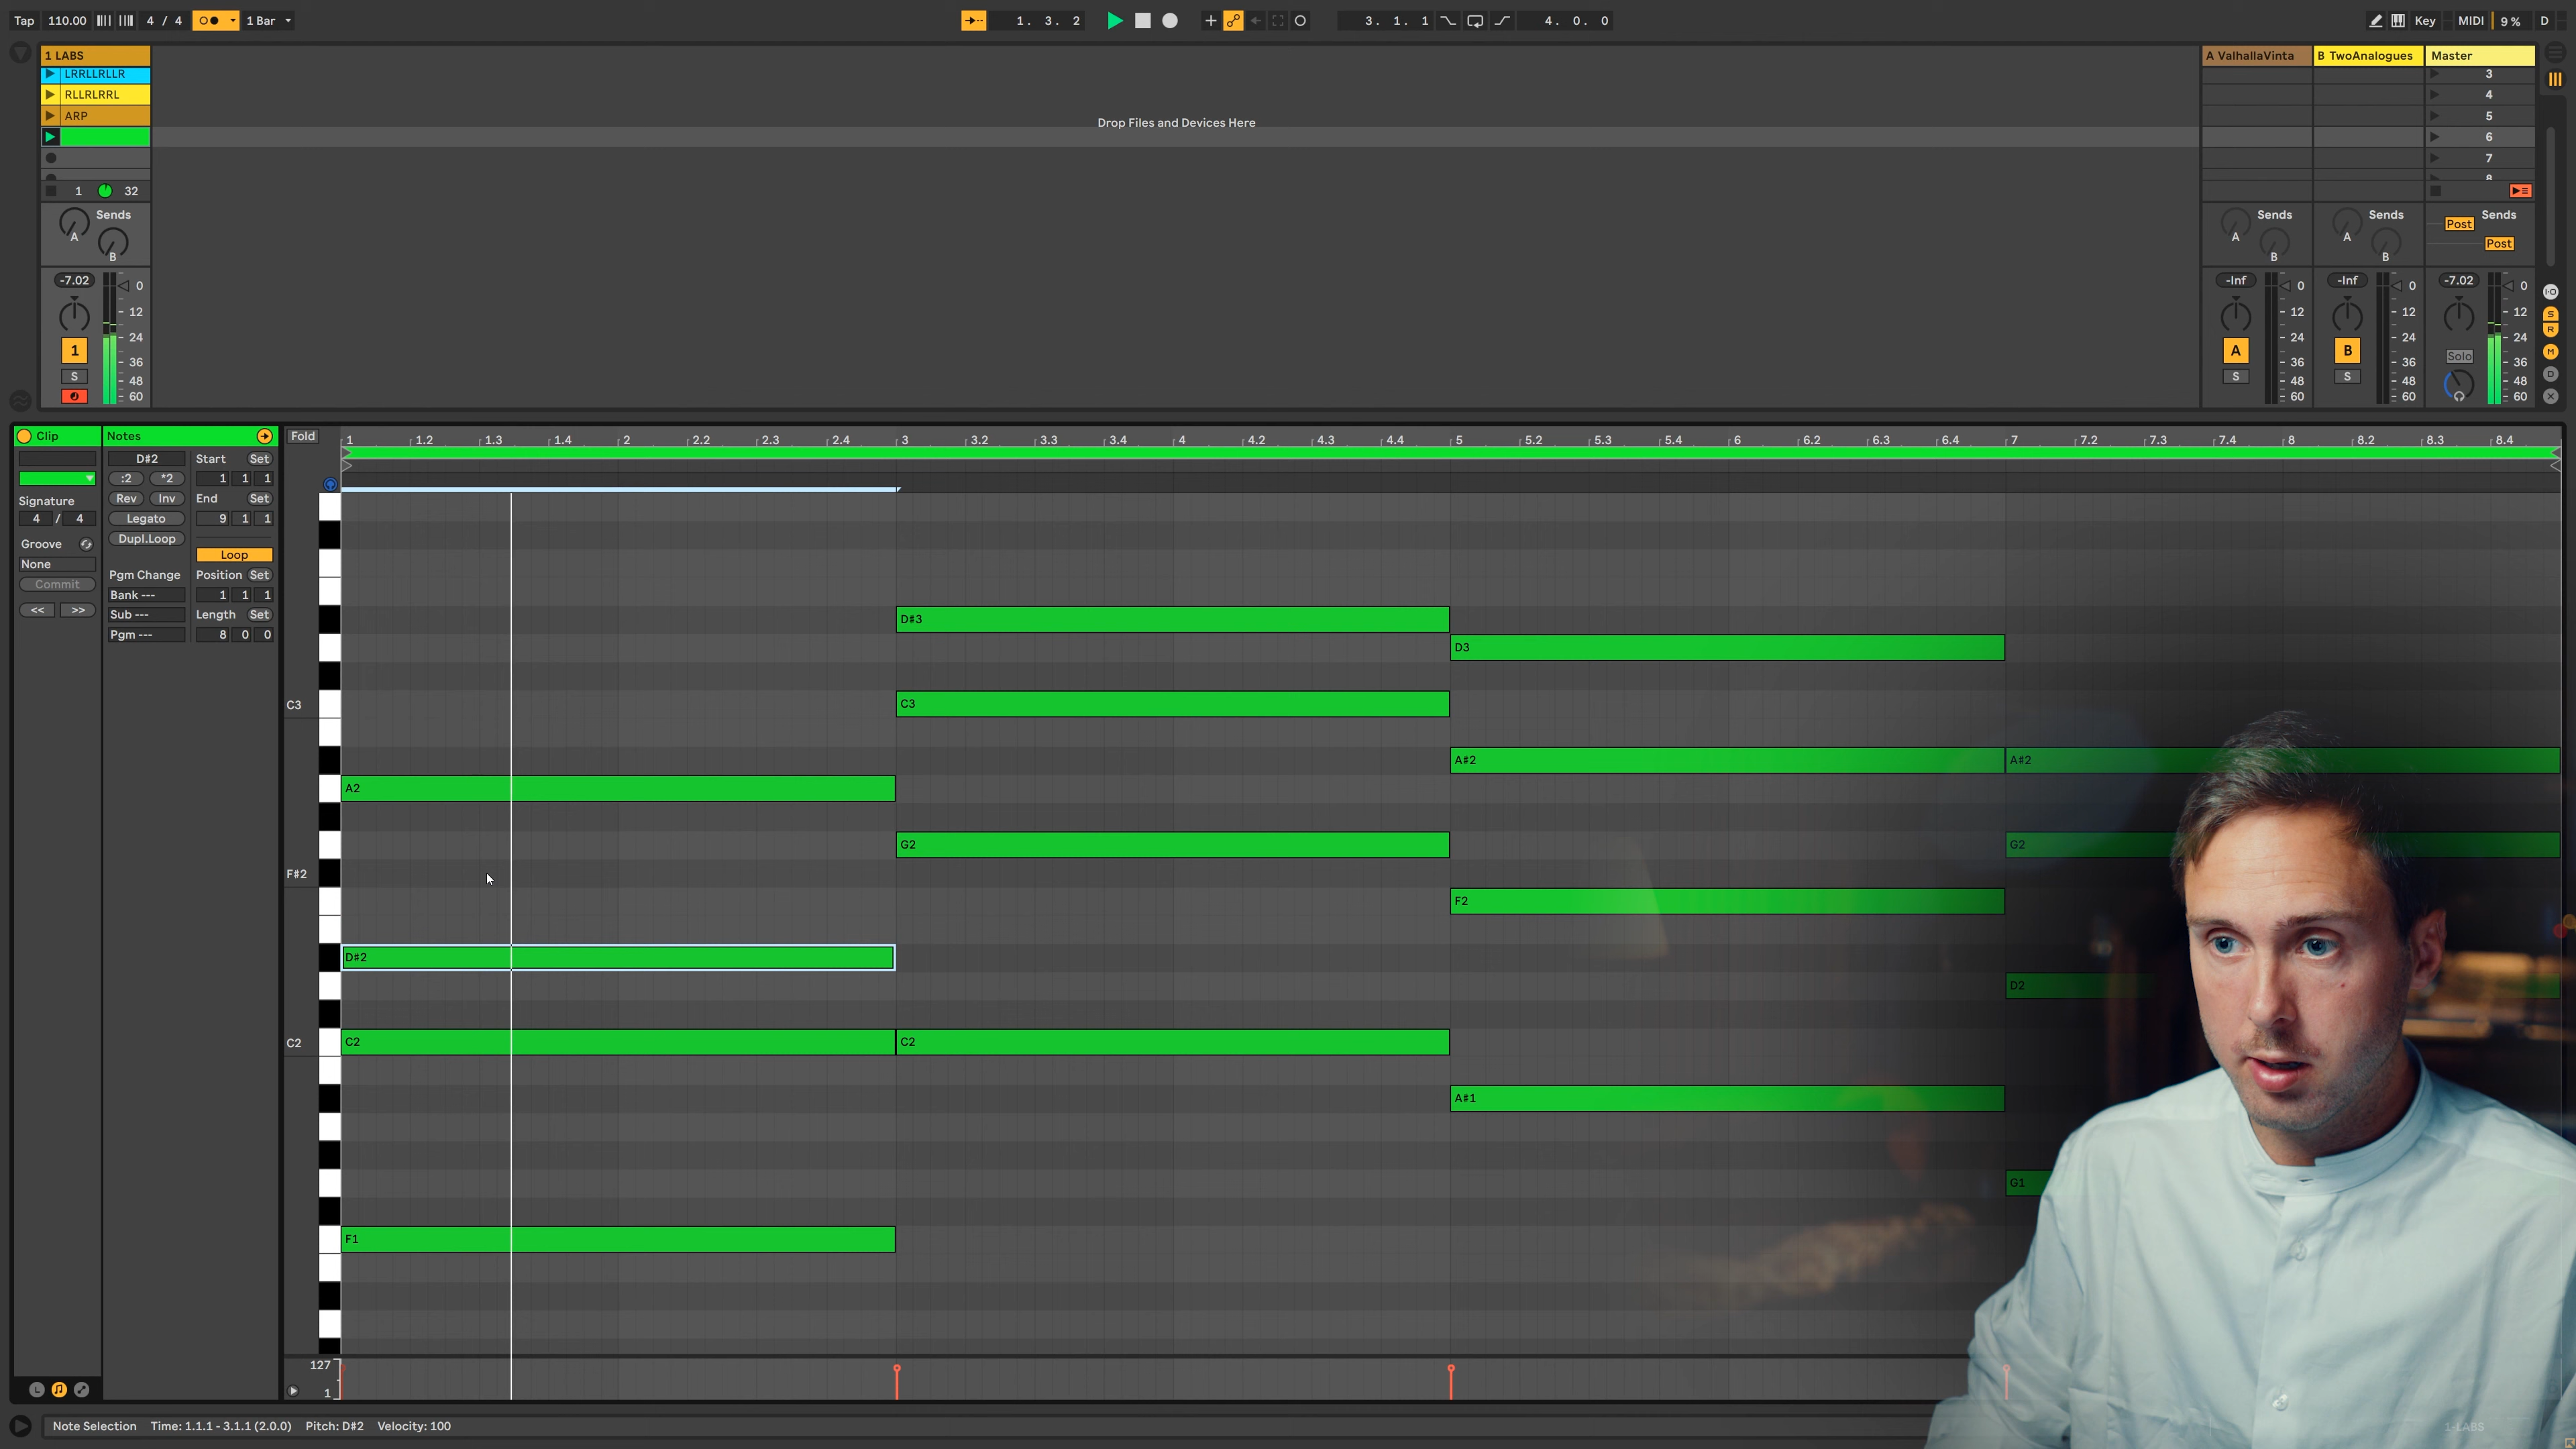 Tap 110.00 4 / 4 1 Bar 1. 3. 2 3. 1. 1 4. 0. 0 Key MIDI 9 % D
1 LABS A ValhallaVinta B TwoAnalogues Master
LRRLLRLLR 3
RLLRLRRL 4
ARP 5
Drop Files and Devices Here
6
7
8
1 32
Sends Sends Sends Sends
A A A Post
B B B Post
-7.02 0 -Inf 0 -Inf 0 -7.02 0
12 12 12 12
24 24 24 24
1 A B Solo
36 36 36 36
S S S
48 48 48 48
60 60 60 60
I·O
S
R
M
D
Clip Notes Fold 1 1.2 1.3 1.4 2 2.2 2.3 2.4 3 3.2 3.3 3.4 4 4.2 4.3 4.4 5 5.2 5.3 5.4 6 6.2 6.3 6.4 7 7.2 7.3 7.4 8 8.2 8.3 8.4
D#2 Start Set
:2 *2 1 1 1
Signature Rev Inv End Set
4 / 4 Legato 9 1 1
Groove Dupl.Loop
None Loop
Commit Pgm Change Position Set
Bank --- 1 1 1
<< >> Sub --- Length Set
Pgm --- 8 0 0
D#3
D3
C3 C3
A#2 A#2
A2
G2 G2
F#2
F2
D#2
D2
C2 C2 C2
A#1
G1
F1
127
1
L
Note Selection Time: 1.1.1 - 3.1.1 (2.0.0) Pitch: D#2 Velocity: 100
1-LABS